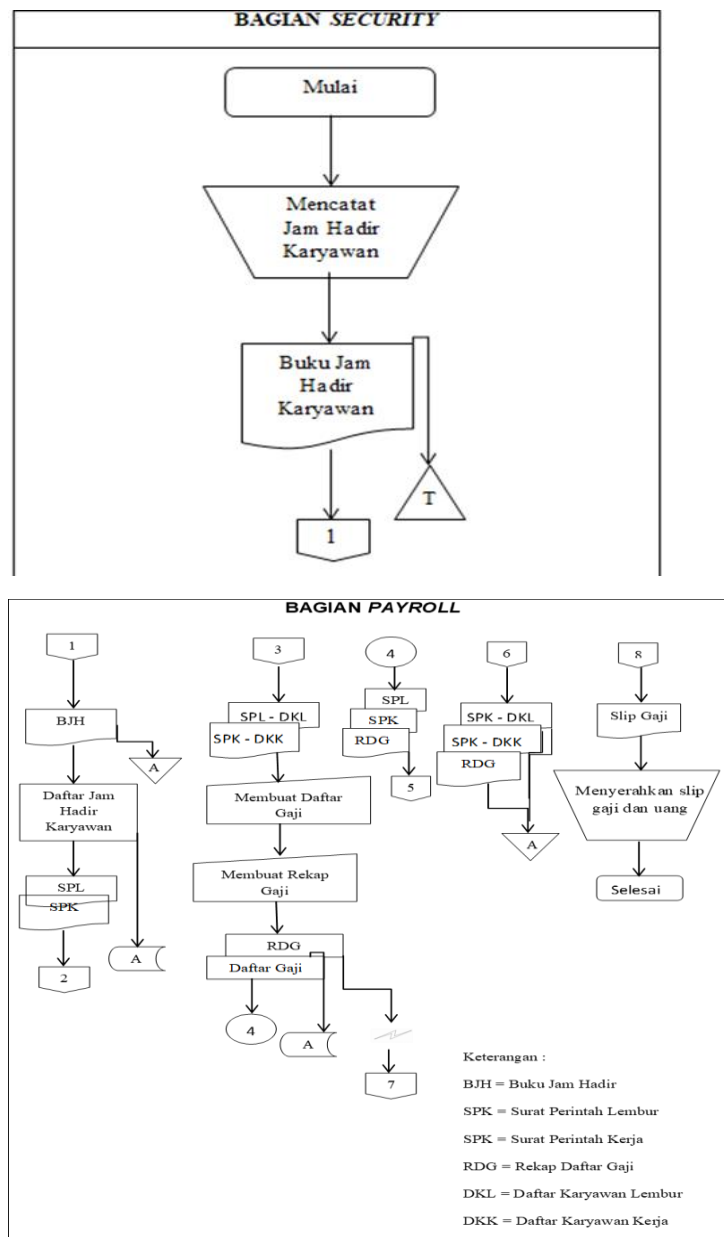 BAGIAN SECURITY
Mulai
Mencatat
Jam Hadir
Karyawan
Buku Jam
Hadir
Karyawan
T
1
BAGIAN PAYROLL
1
BJH
A
Daftar Jam
Hadir
Karyawan
SPL
SPK
A
2
3
SPL - DKL
SPK - DKK
Membuat Daftar
Gaji
Membuat Rekap
Gaji
RDG
Daftar Gaji
4
A
7
4
SPL
SPK
RDG
5
6
SPK - DKL
SPK - DKK
RDG
A
8
Slip Gaji
Menyerahkan slip
gaji dan uang
Selesai
Keterangan :
BJH = Buku Jam Hadir
SPK = Surat Perintah Lembur
SPK = Surat Perintah Kerja
RDG = Rekap Daftar Gaji
DKL = Daftar Karyawan Lembur
DKK = Daftar Karyawan Kerja